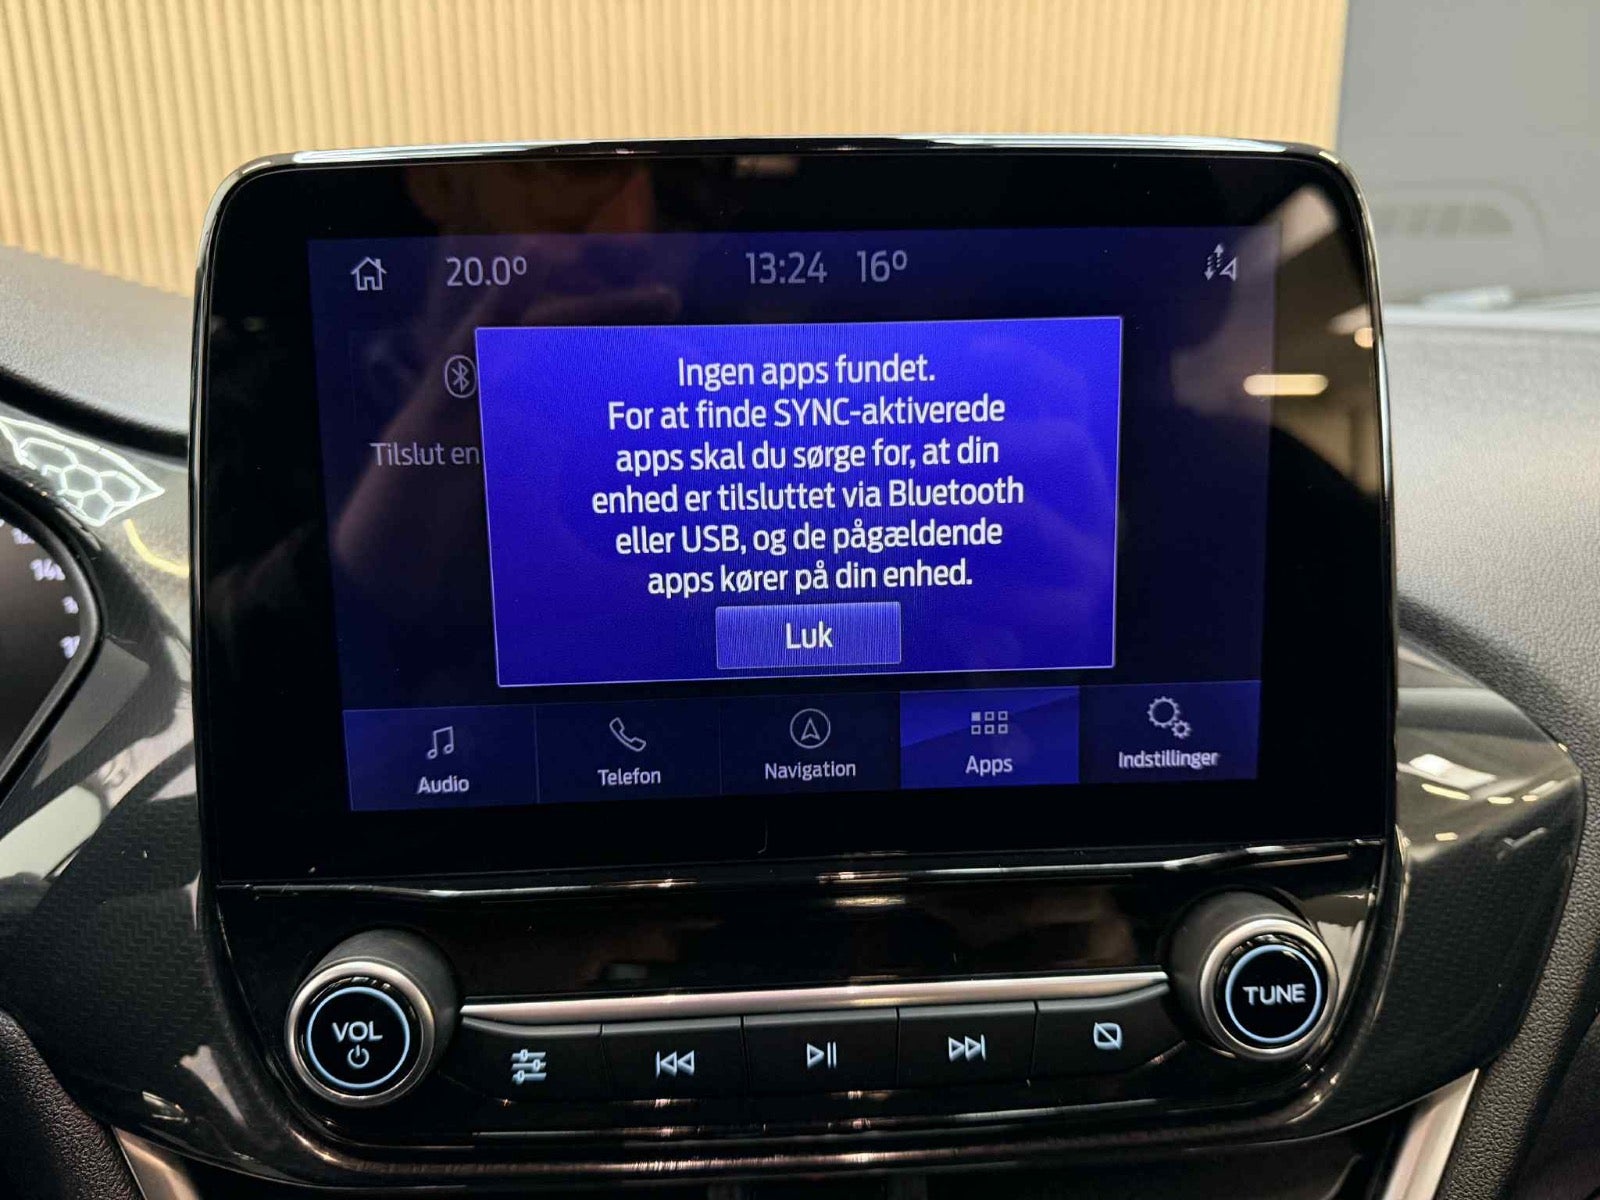 20.0°
13:24 16°
Tilslut en
Ingen apps fundet.
For at finde SYNC-aktiverede
apps skal du sørge for, at din
enhed er tilsluttet via Bluetooth
eller USB, og de pågældende
apps kører på din enhed.
Luk
Audio
Telefon
Navigation
Apps
Indstillinger
VOL
TUNE